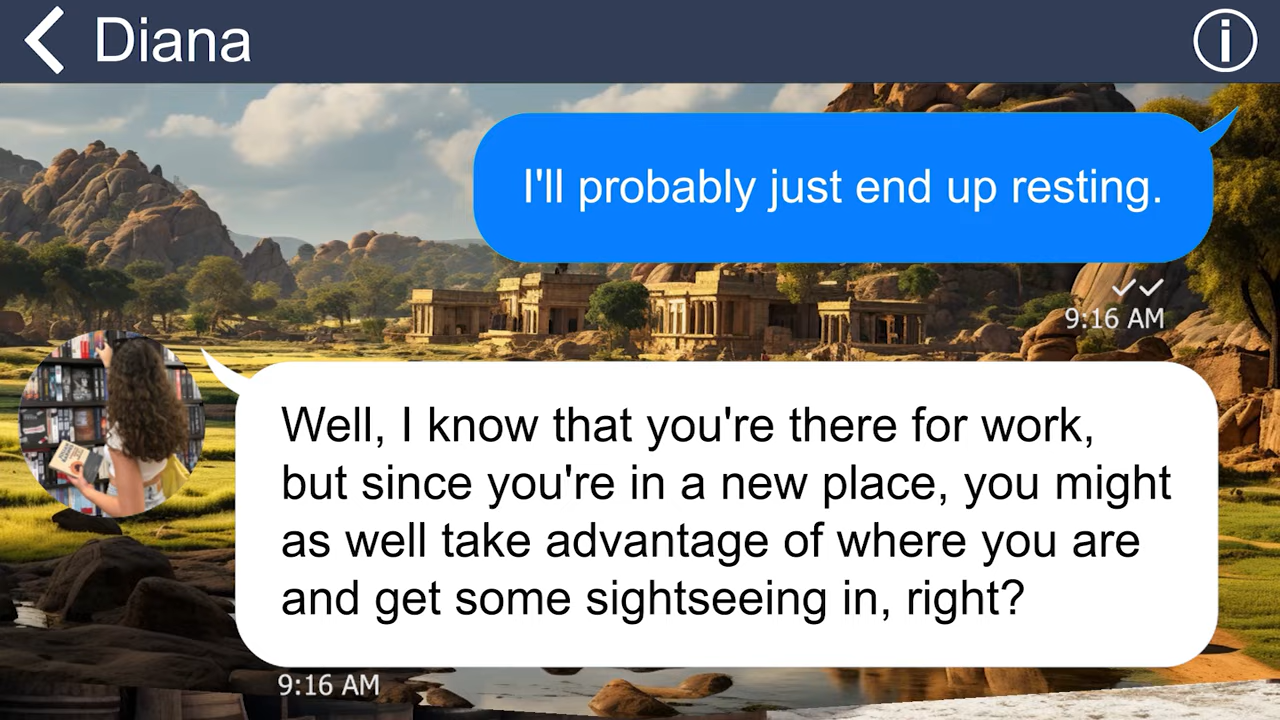 Diana
I'll probably just end up resting.
9:16 AM
Well, I know that you're there for work,
but since you're in a new place, you might
as well take advantage of where you are
and get some sightseeing in, right?
9:16 AM